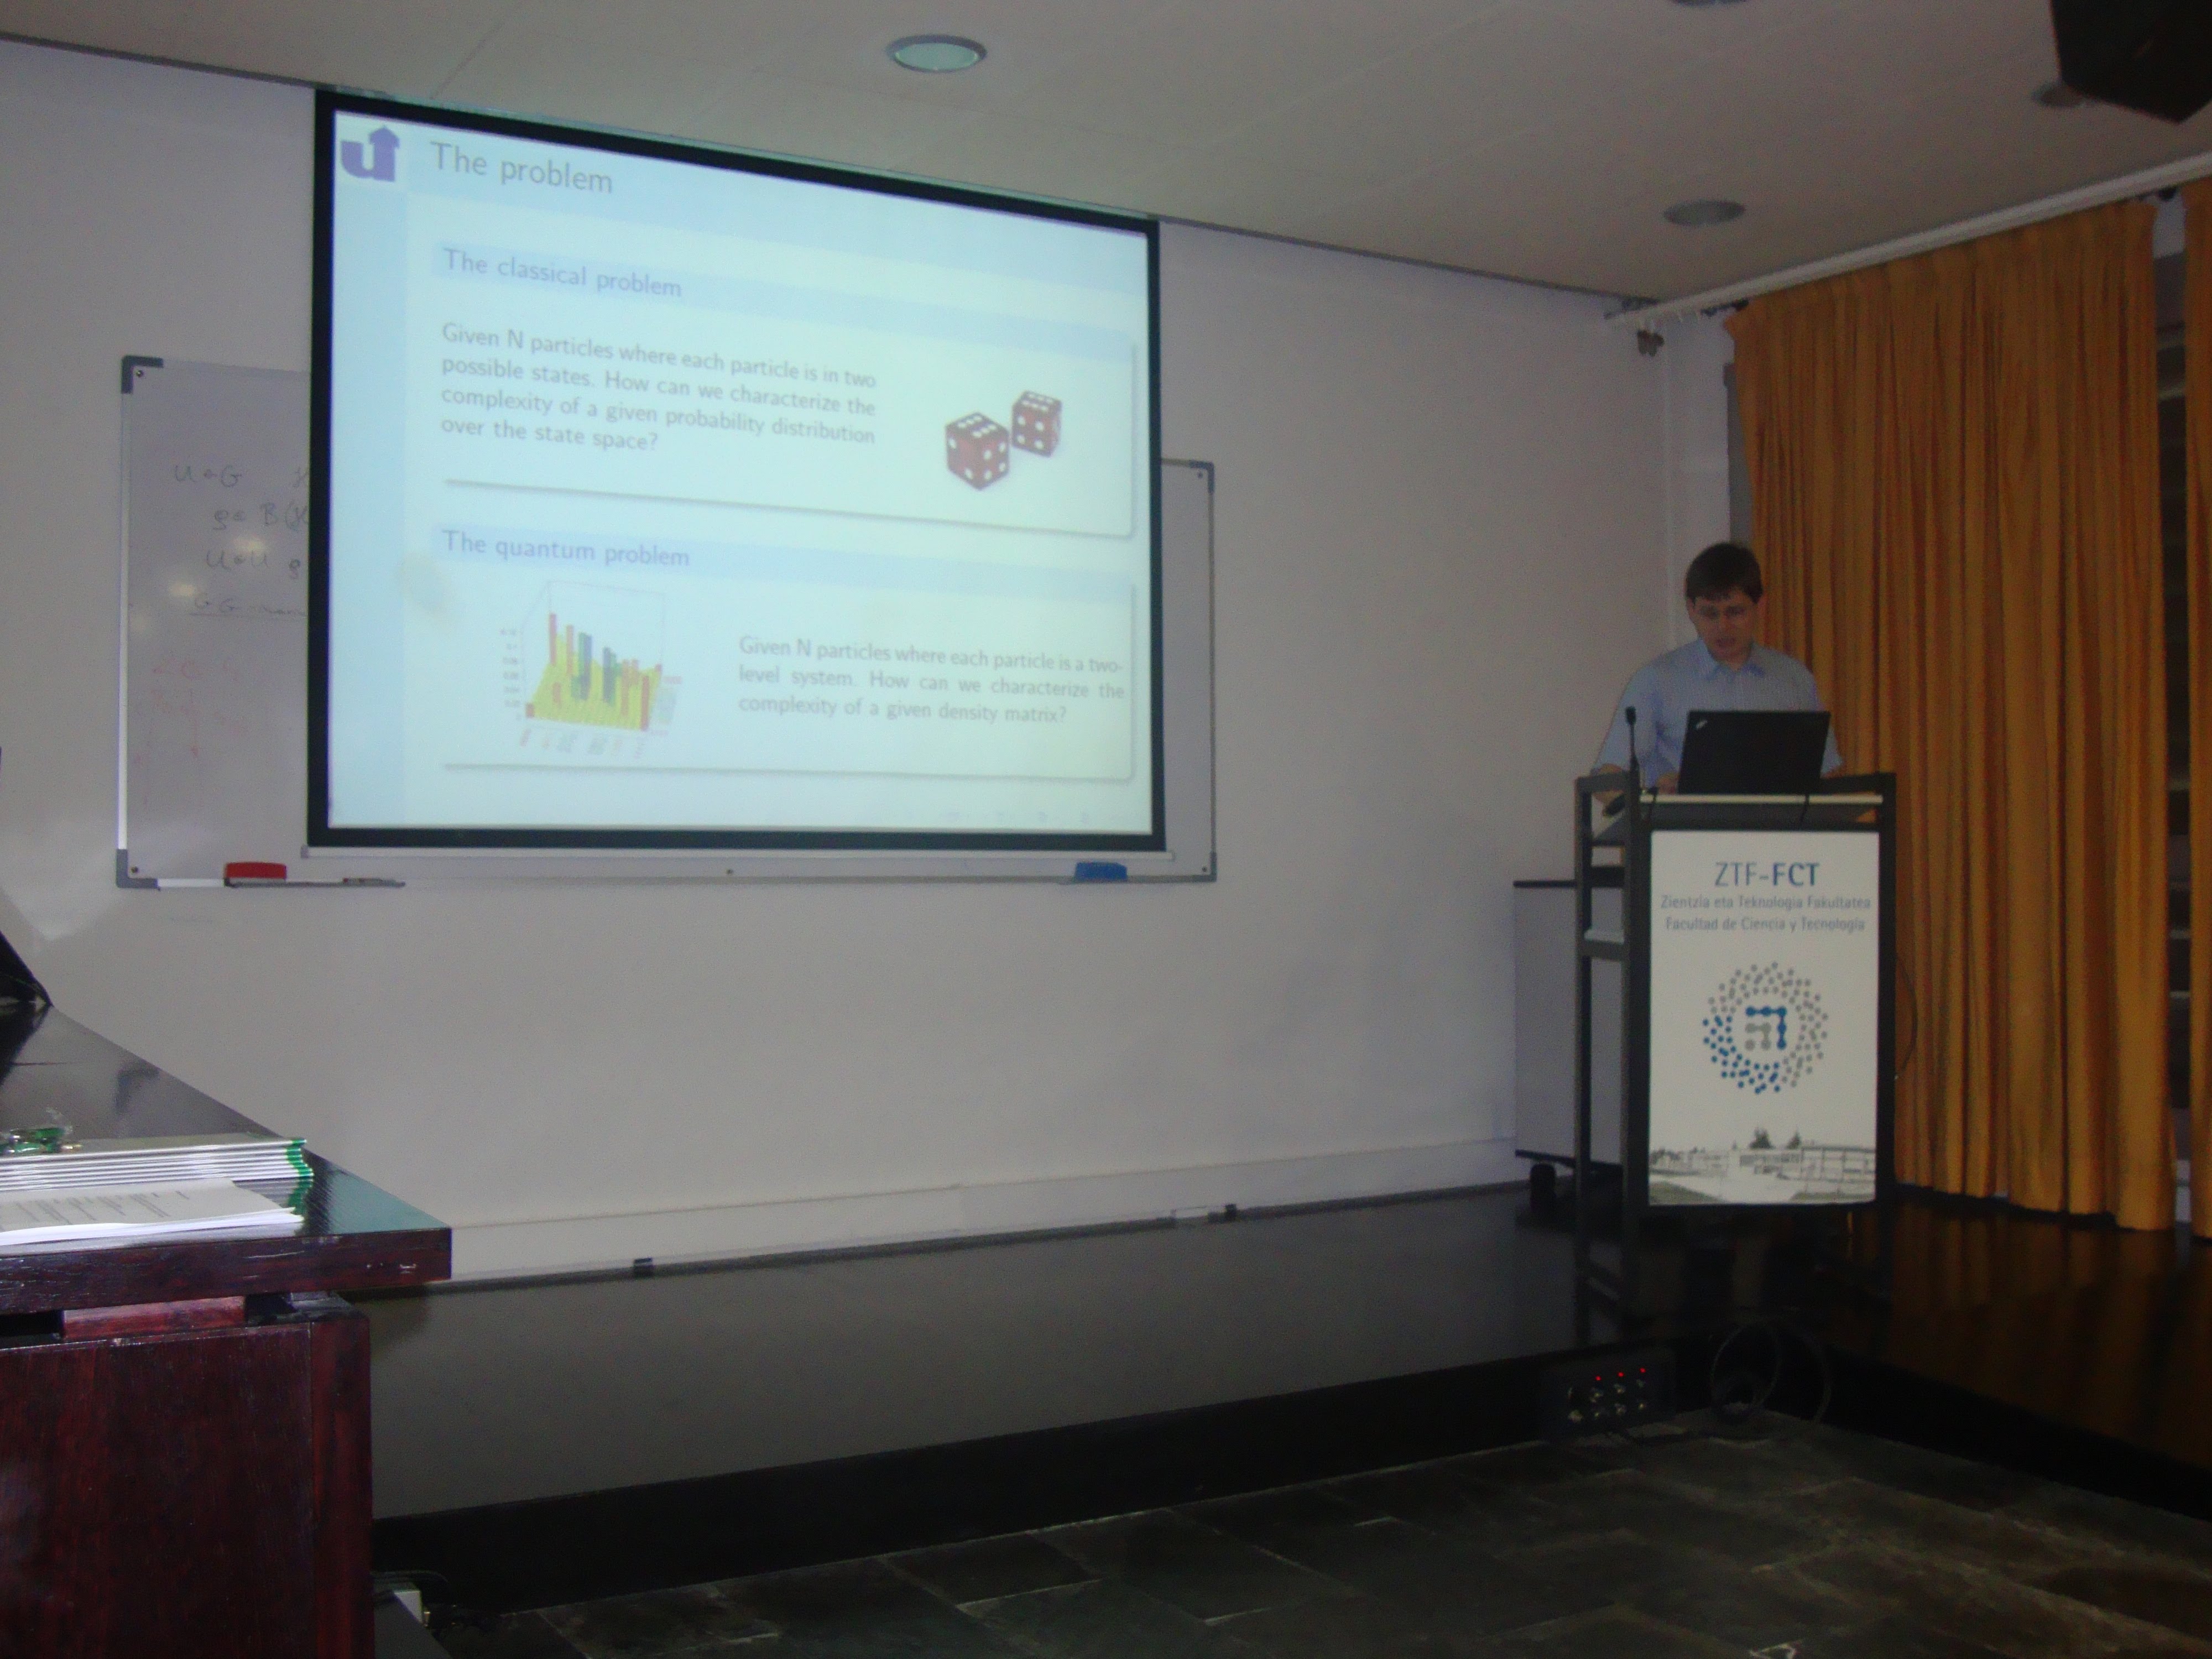 The problem
The classical problem
Given N particles where each particle is in two
possible states. How can we characterize the
complexity of a given probability distribution
over the state space?
The quantum problem
Given N particles where each particle is a two-
level system. How can we characterize the
complexity of a given density matrix?
ZTF-FCT
Zientzia eta Teknologia Fakultatea
Facultad de Ciencia y Tecnología